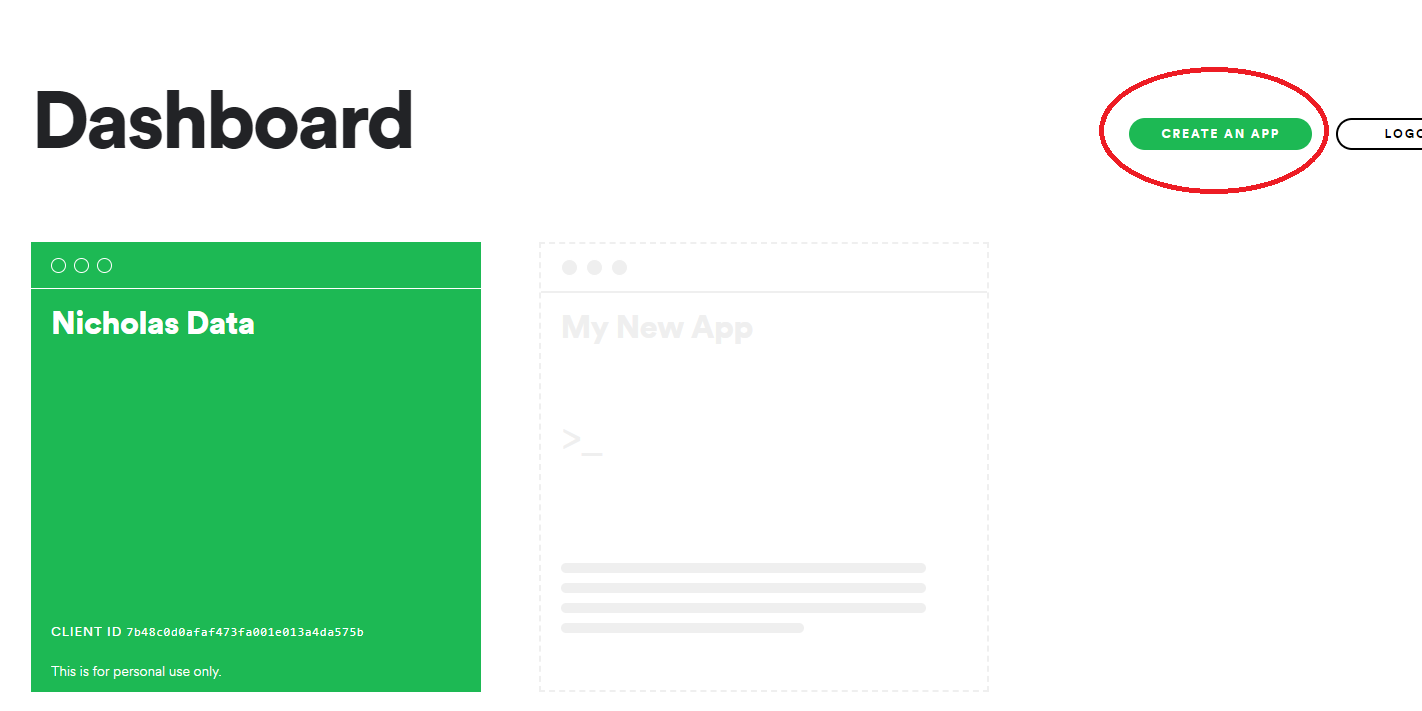 Dashboard
CREATE AN APP
LOGO
Nicholas Data
My New App
>_
CLIENT ID 7b48c0d0afaf473fa001e013a4da575b
This is for personal use only.